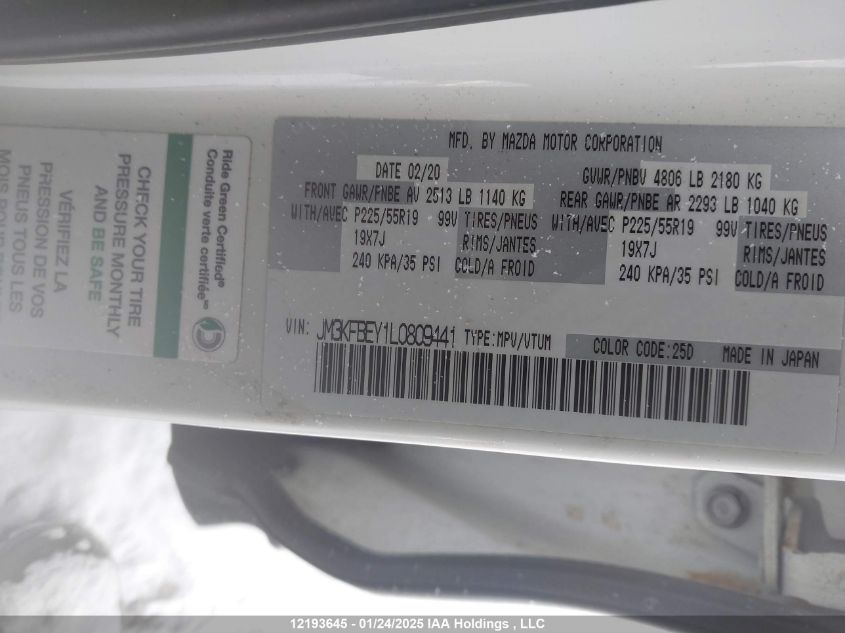 MFD. BY MAZDA MOTOR CORPORATION
DATE 02/20
GVWR/PNBV 4806 LB 2180 KG
FRONT GAWR/PNBE AV 2513 LB 1140 KG
REAR GAWR/PNBE AR 2293 LB 1040 KG
WITH/AVEC P225/55R19 99V TIRES/PNEUS
19X7J RIMS/JANTES
240 KPA/35 PSI COLD/A FROID
WITH/AVEC P225/55R19 99V TIRES/PNEUS
19X7J RIMS/JANTES
240 KPA/35 PSI COLD/A FROID
VIN: JM3KFBEY1L0809441 TYPE:MPV/VTUM
COLOR CODE:25D MADE IN JAPAN
Ride Green Certified®
Conduite verte certifiée
CHECK YOUR TIRE
PRESSURE MONTHLY
AND BE SAFE
VÉRIFIEZ LA
PRESSION DE VOS
PNEUS TOUS LES
12193645 - 01/24/2025 IAA Holdings , LLC